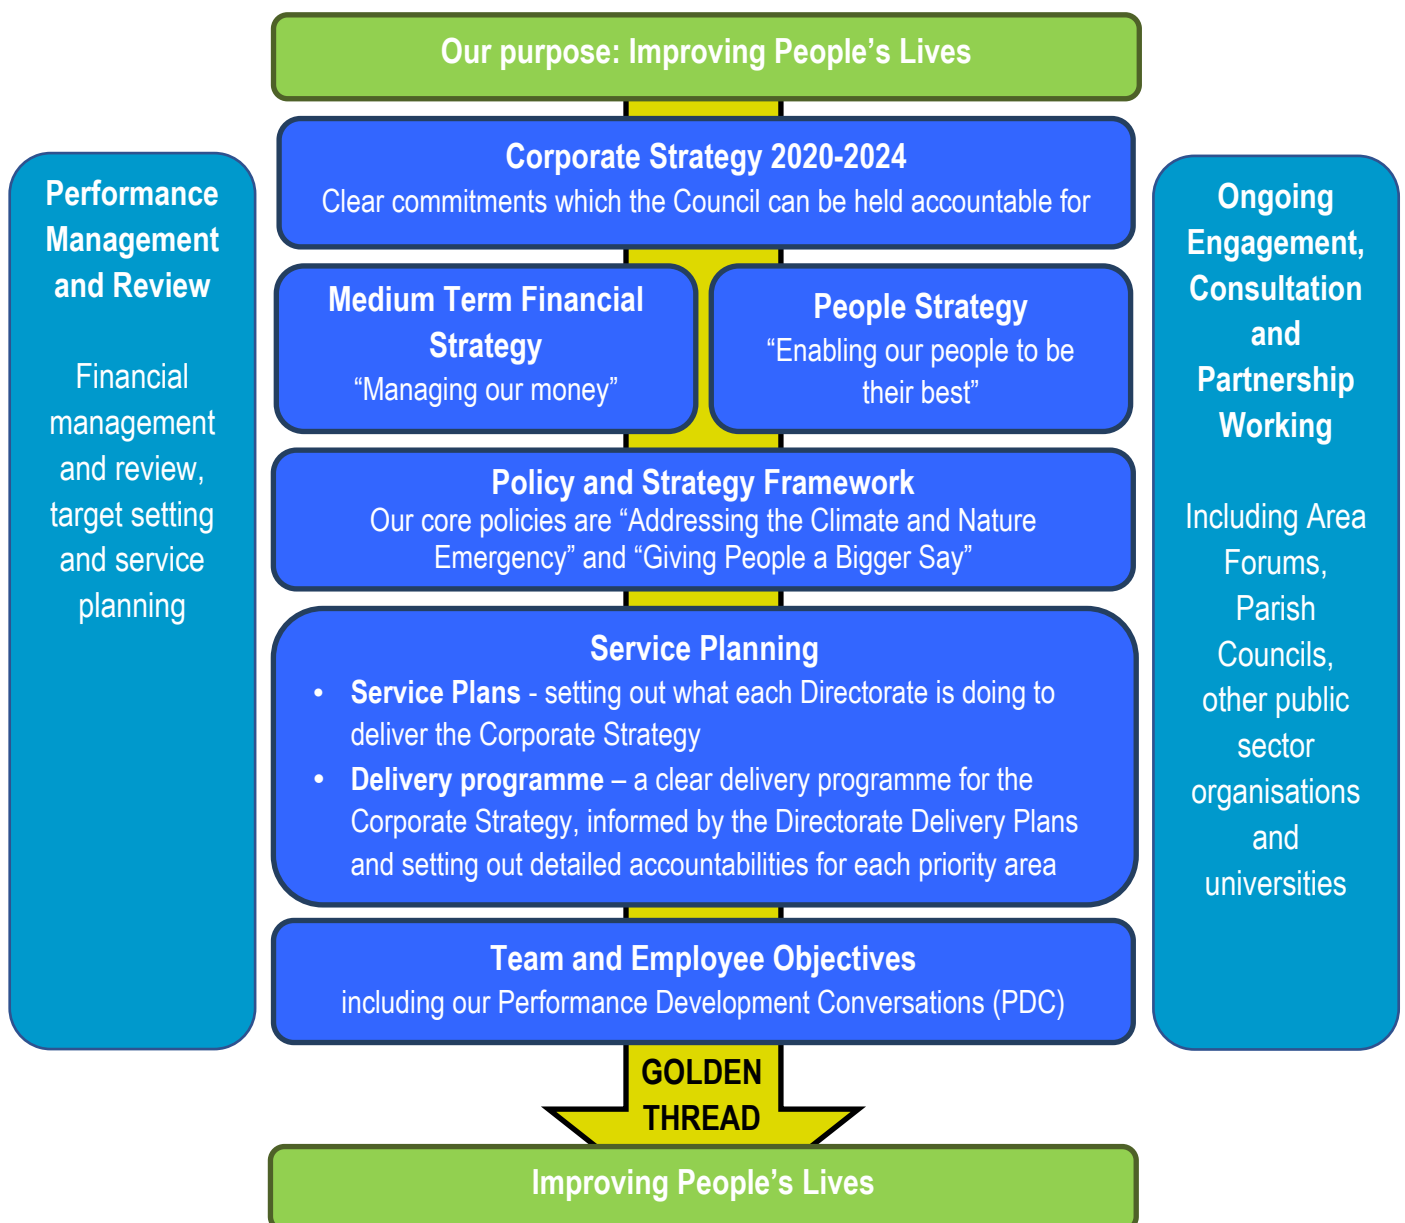 Our purpose: Improving People’s Lives
Corporate Strategy 2020-2024
Clear commitments which the Council can be held accountable for
Performance
Management
and Review
Financial
management
and review,
target setting
and service
planning
Medium Term Financial
Strategy
“Managing our money”
People Strategy
“Enabling our people to be
their best”
Ongoing
Engagement,
Consultation
and
Partnership
Working
Including Area
Forums,
Parish
Councils,
other public
sector
organisations
and
universities
Policy and Strategy Framework
Our core policies are “Addressing the Climate and Nature
Emergency” and “Giving People a Bigger Say”
Service Planning
• Service Plans - setting out what each Directorate is doing to
deliver the Corporate Strategy
• Delivery programme – a clear delivery programme for the
Corporate Strategy, informed by the Directorate Delivery Plans
and setting out detailed accountabilities for each priority area
Team and Employee Objectives
including our Performance Development Conversations (PDC)
GOLDEN
THREAD
Improving People’s Lives